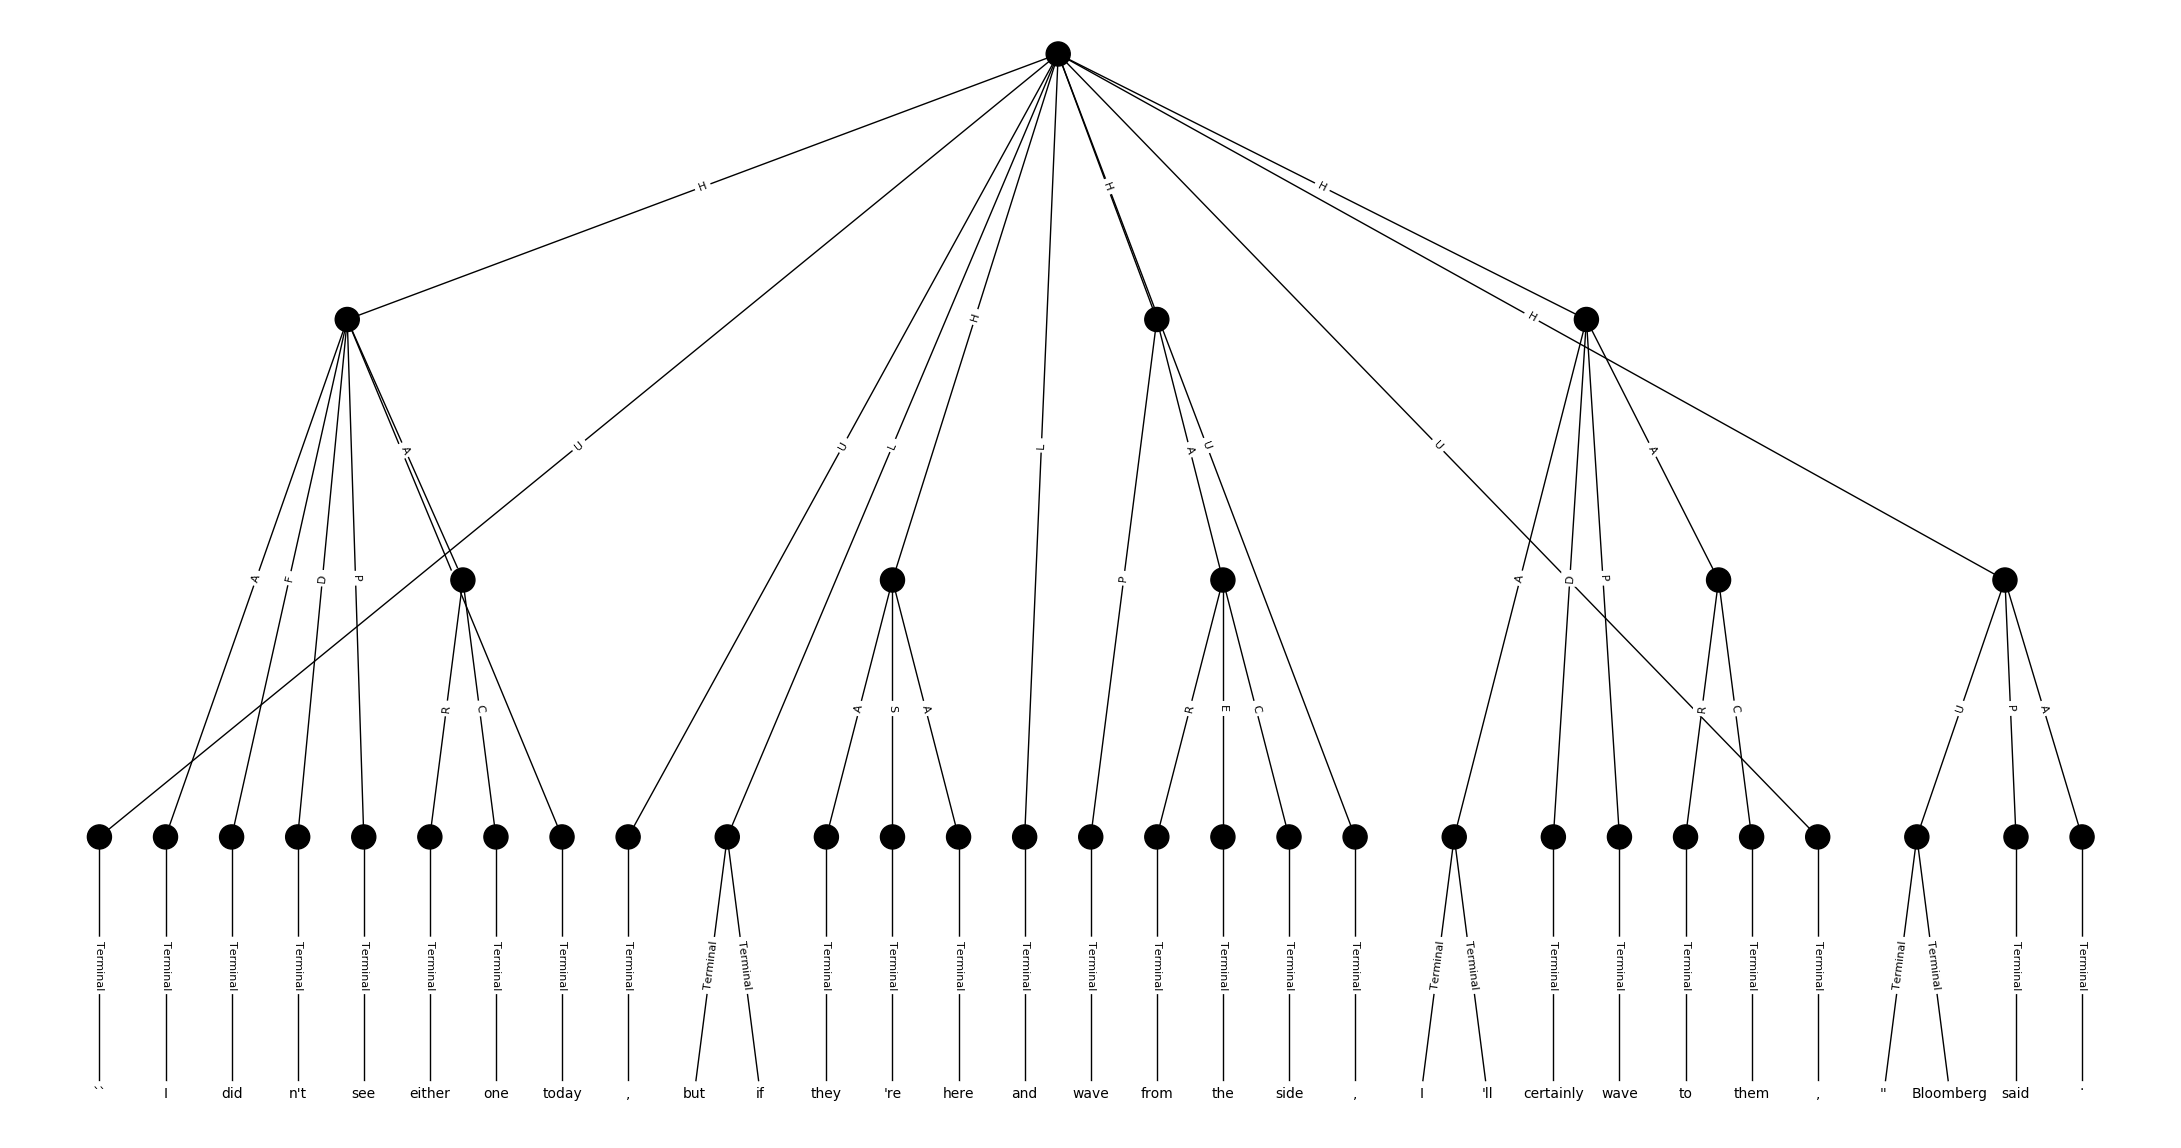 H H H
H H
U U L L A U U A
A F D P A D P
R C A S A R E C R C U P A
Terminal Terminal Terminal Terminal Terminal Terminal Terminal Terminal Terminal Terminal Terminal Terminal Terminal Terminal Terminal Terminal Terminal Terminal Terminal Terminal Terminal Terminal Terminal Terminal Terminal Terminal Terminal Terminal Terminal Terminal
`` I did n't see either one today , but if they 're here and wave from the side , I 'll certainly wave to them , " Bloomberg said .